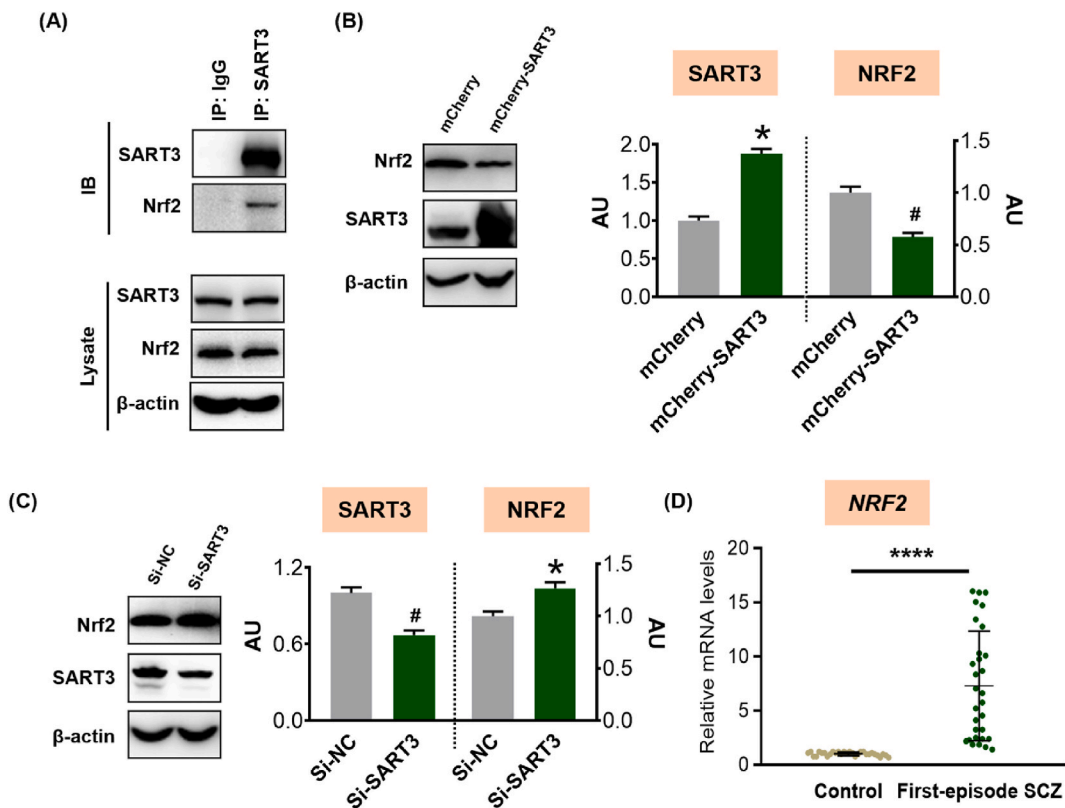 (A)
IP: IgG
IP: SART3
IB
SART3
Nrf2
Lysate
SART3
Nrf2
β-actin
(B)
mCherry
mCherry-SART3
Nrf2
SART3
β-actin
SART3
NRF2
AU
2.0
1.5
1.0
0.5
0.0
*
#
1.5
1.0
0.5
0.0
AU
mCherry
mCherry-SART3
mCherry
mCherry-SART3
(C)
Si-NC
Si-SART3
Nrf2
SART3
β-actin
SART3
NRF2
AU
1.2
0.6
0.0
#
*
1.5
1.0
0.5
0.0
AU
Si-NC
Si-SART3
Si-NC
Si-SART3
(D)
NRF2
Relative mRNA levels
20
15
10
5
0
****
Control
First-episode SCZ